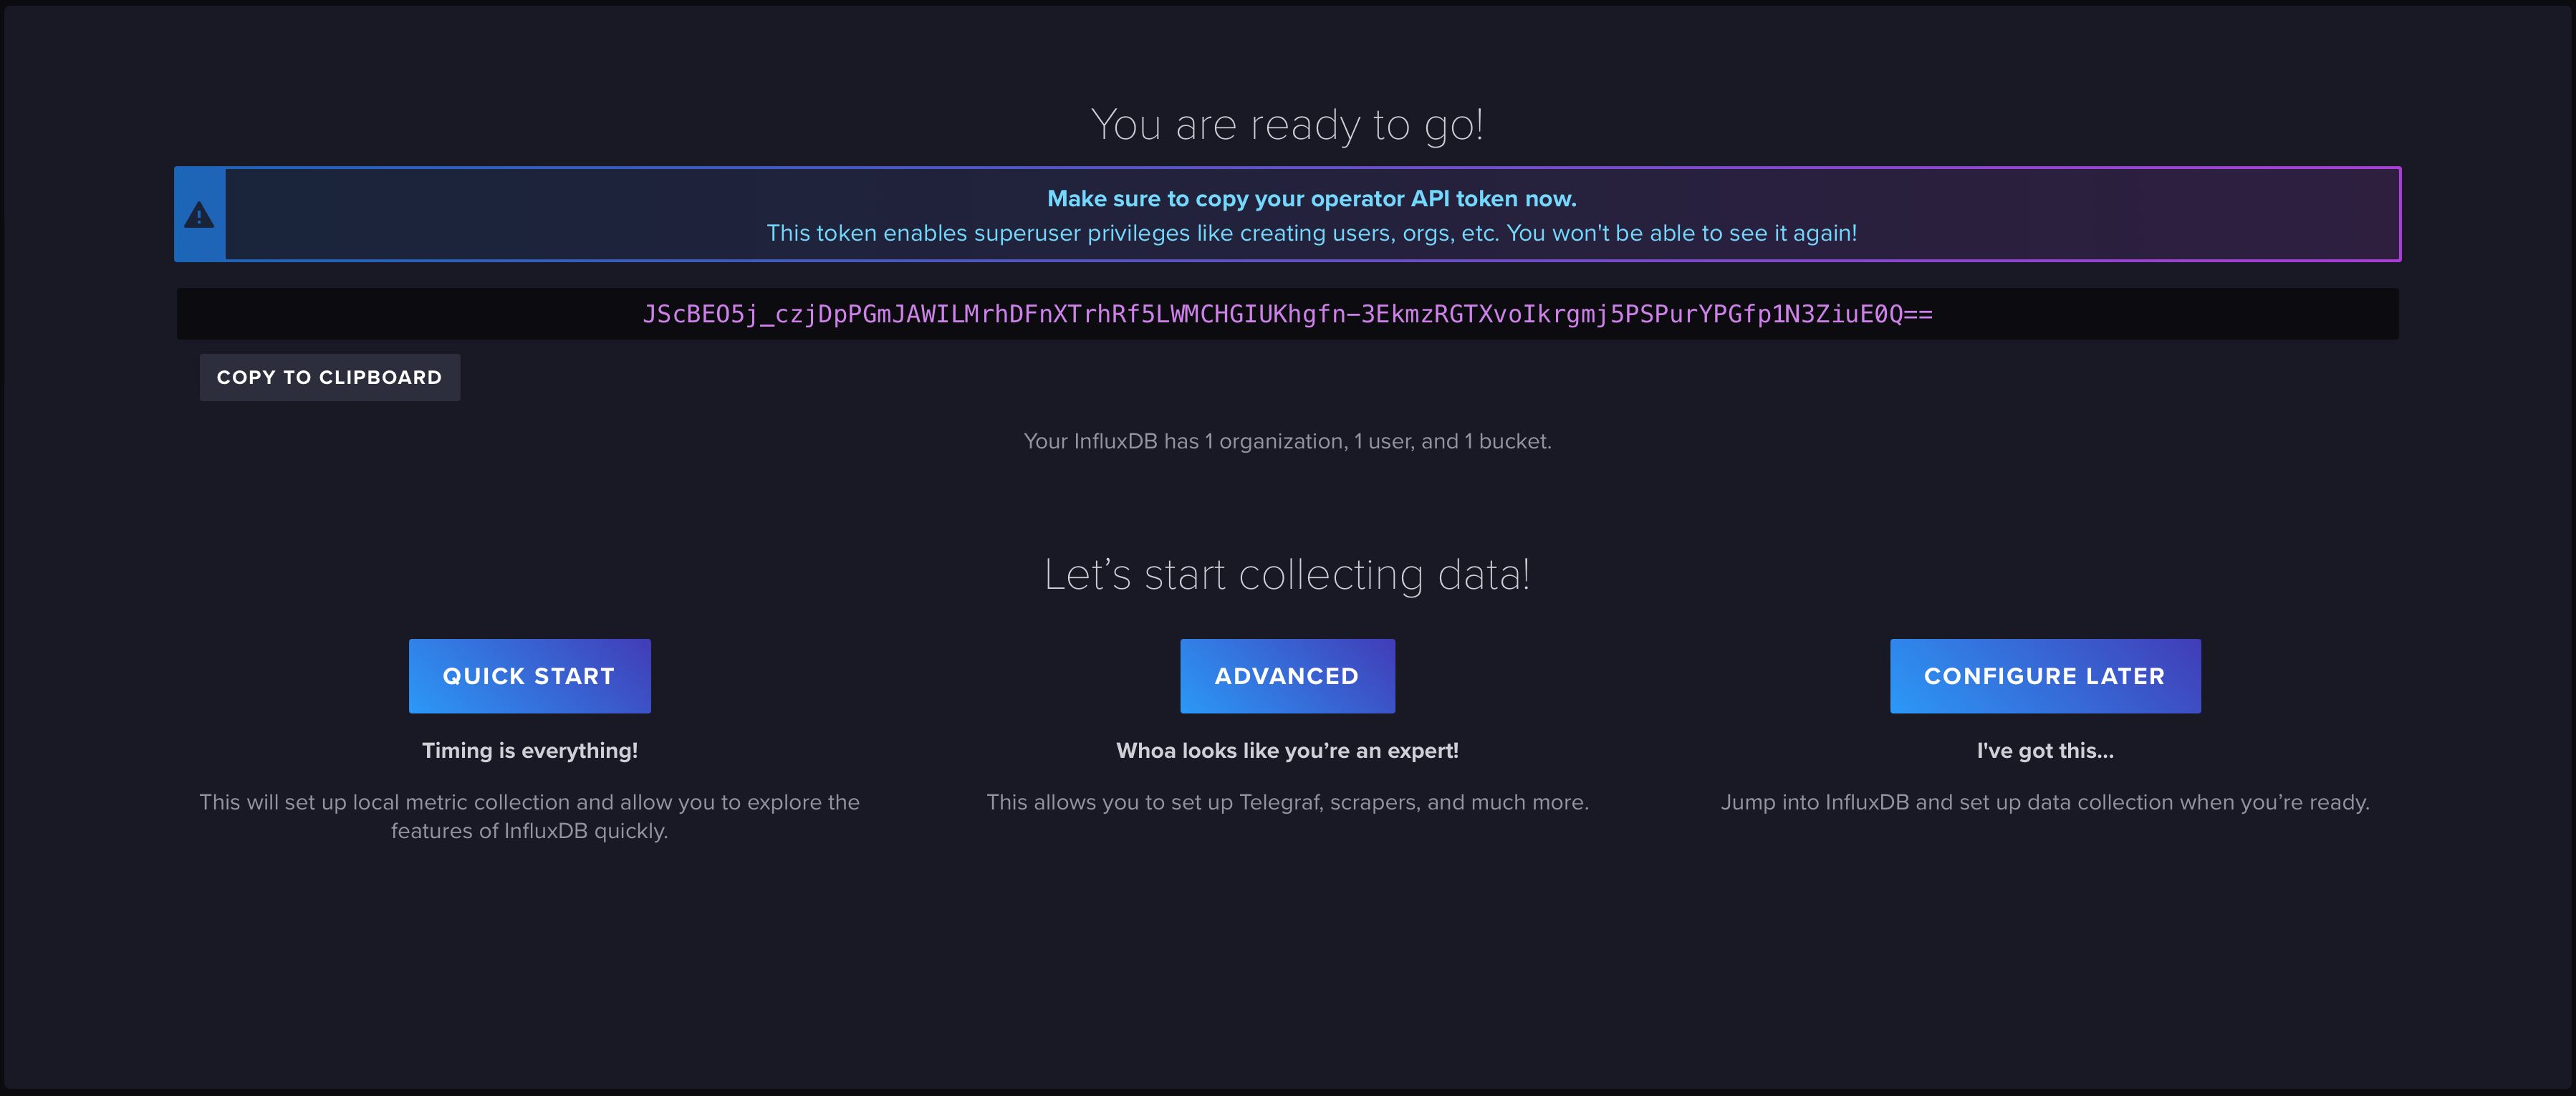 You are ready to go!
Make sure to copy your operator API token now.
This token enables superuser privileges like creating users, orgs, etc. You won't be able to see it again!
JScBEO5j_czjDpPGmJAWILMrhDFnXTrhRf5LWMCHGIUKhgfn-3EkmzRGTXvoIkrgmj5PSPurYPGfp1N3ZiuE0Q==
COPY TO CLIPBOARD
Your InfluxDB has 1 organization, 1 user, and 1 bucket.
Let’s start collecting data!
QUICK START
Timing is everything!
This will set up local metric collection and allow you to explore the
features of InfluxDB quickly.
ADVANCED
Whoa looks like you’re an expert!
This allows you to set up Telegraf, scrapers, and much more.
CONFIGURE LATER
I've got this...
Jump into InfluxDB and set up data collection when you’re ready.